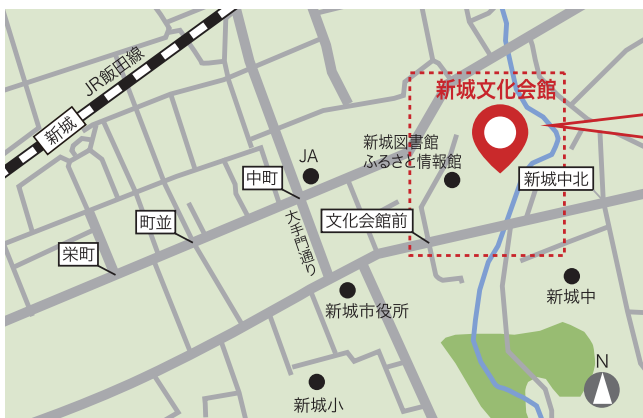 JR飯田線
新城
新城文化会館
新城図書館
ふるさと情報館
JA
中町
新城中北
町並
文化会館前
大手門通り
栄町
新城市役所
新城中
新城小
N